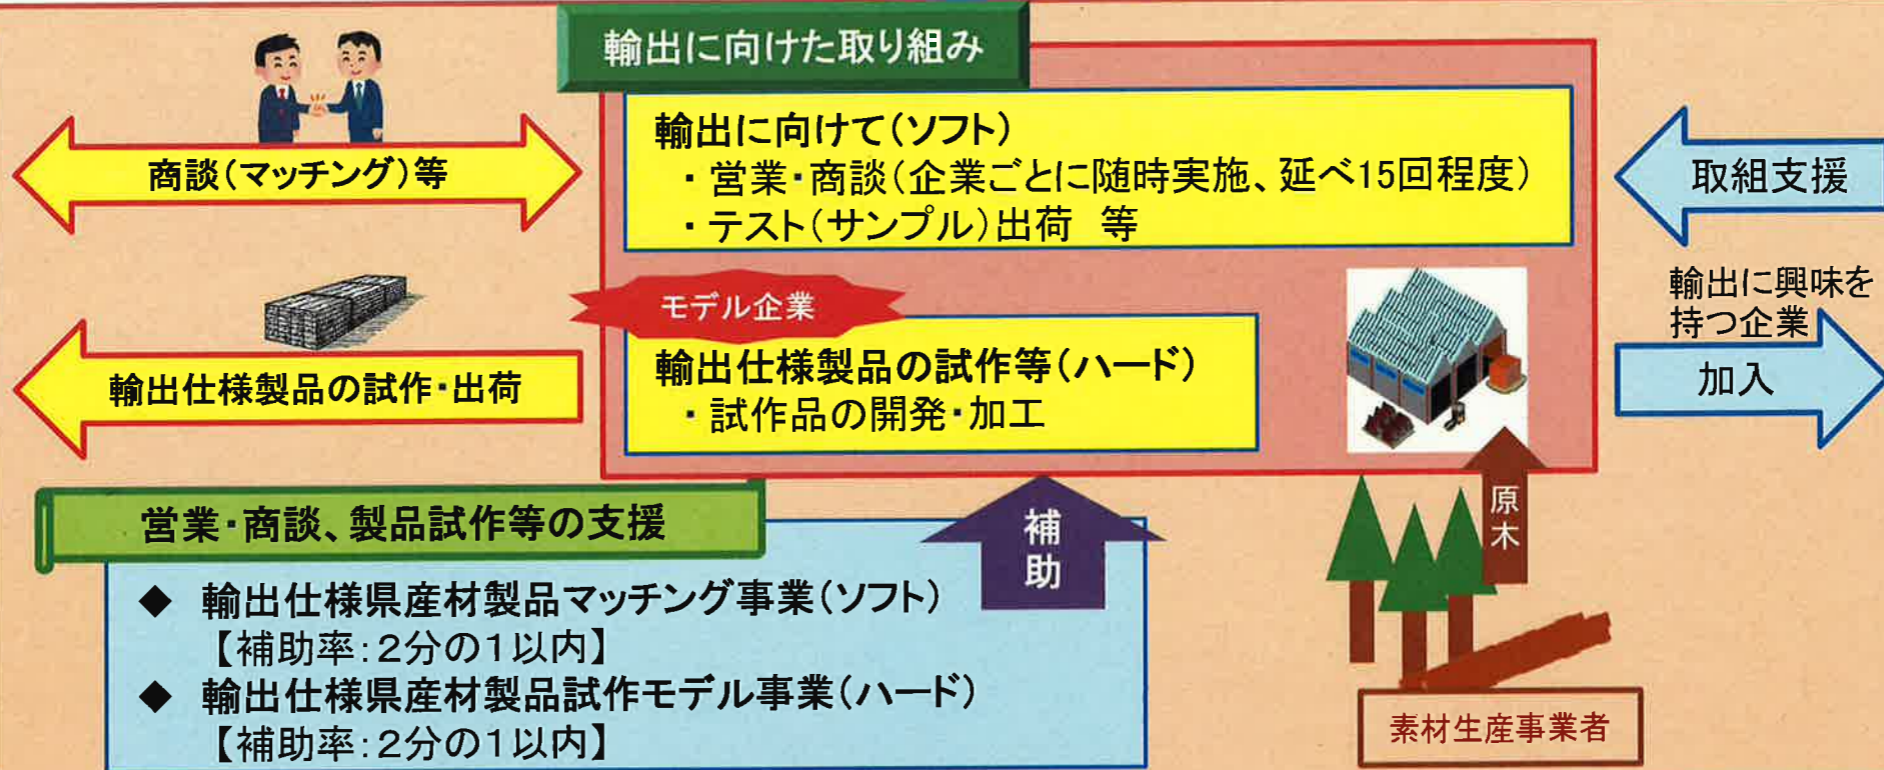 輸出に向けた取り組み
商談(マッチング)等
輸出に向けて(ソフト)
・営業・商談(企業ごとに随時実施、延べ15回程度)
・テスト(サンプル)出荷　等
取組支援
輸出に興味を
持つ企業
加入
モデル企業
輸出仕様製品の試作等(ハード)
・試作品の開発・加工
輸出仕様製品の試作・出荷
営業・商談、製品試作等の支援
補助
◆ 輸出仕様県産材製品マッチング事業(ソフト)
【補助率:2分の1以内】
◆ 輸出仕様県産材製品試作モデル事業(ハード)
【補助率:2分の1以内】
原木
素材生産事業者